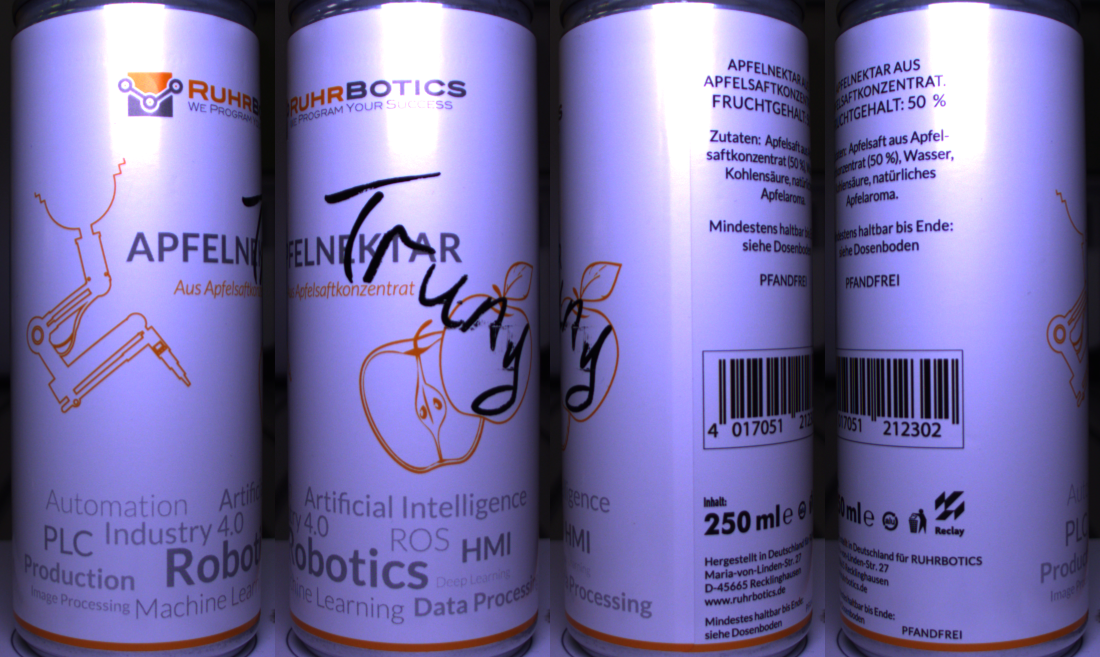 RUHRBOTICS
WE PROGRAM YOUR SUCCESS
APFELNEKTAR
Aus Apfelsaftkonzentrat
Trung
Automation
Artificial Intelligence
PLC Industry 4.0
ROS HMI
Production Robotics
Deep Learning
Image Processing Machine Learning Data Processing
APFELNEKTAR AUS
APFELSAFTKONZENTRAT.
FRUCHTGEHALT: 50 %
Zutaten: Apfelsaft aus Apfel-
saftkonzentrat (50 %), Wasser,
Kohlensäure, natürliches
Apfelaroma.
Mindestens haltbar bis Ende:
siehe Dosenboden
PFANDFREI
4 017051 212302
Inhalt:
250 ml e
alu
Reclay
Hergestellt in Deutschland für RUHRBOTICS
Maria-von-Linden-Str. 27
D-45665 Recklinghausen
www.ruhrbotics.de
Mindestens haltbar bis Ende:
siehe Dosenboden
PFANDFREI